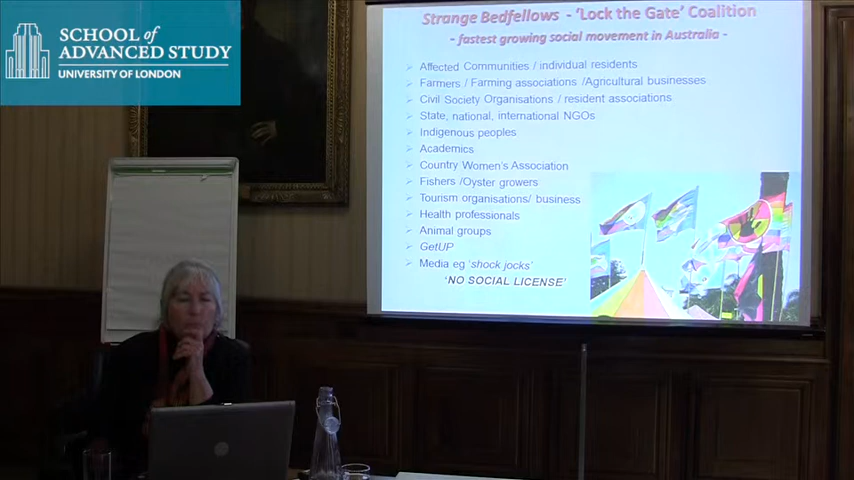 SCHOOL of
ADVANCED STUDY
UNIVERSITY OF LONDON
Strange Bedfellows - 'Lock the Gate' Coalition
- fastest growing social movement in Australia -
Affected Communities / individual residents
Farmers / Farming associations /Agricultural businesses
Civil Society Organisations / resident associations
State, national, international NGOs
Indigenous peoples
Academics
Country Women's Association
Fishers /Oyster growers
Tourism organisations/ business
Health professionals
Animal groups
GetUP
Media eg 'shock jocks'
'NO SOCIAL LICENSE'